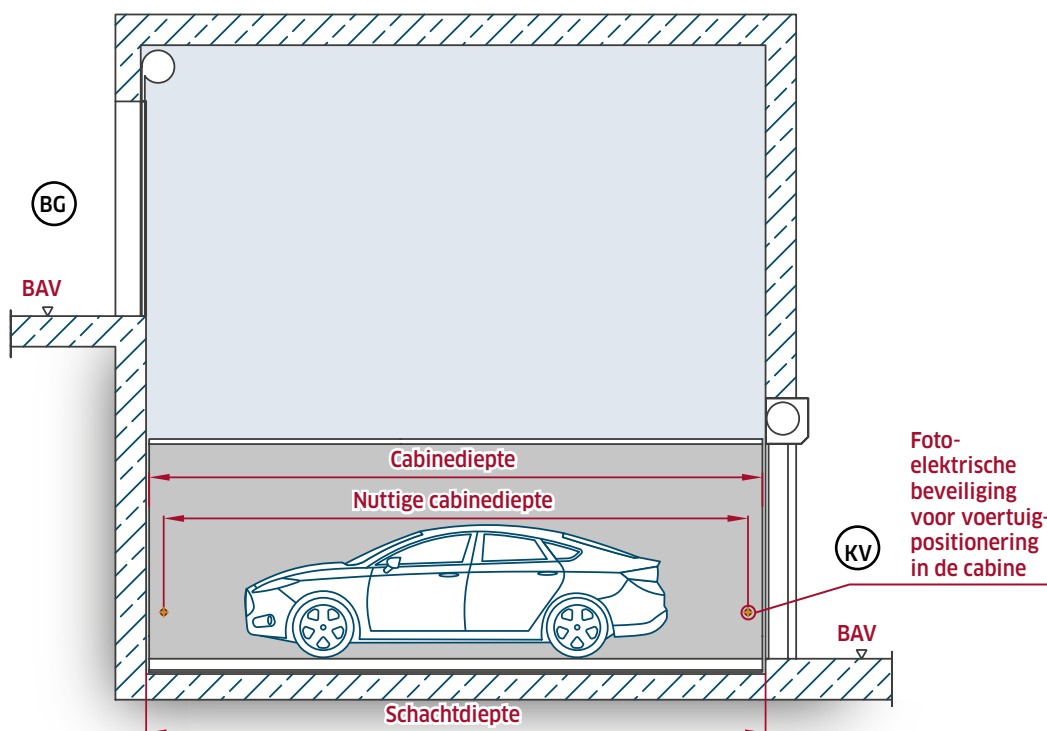 BG
BAV
Cabinediepte
Nuttige cabinediepte
Foto-
elektrische
beveiliging
voor voertuig-
positionering
in de cabine
KV
BAV
Schachtdiepte